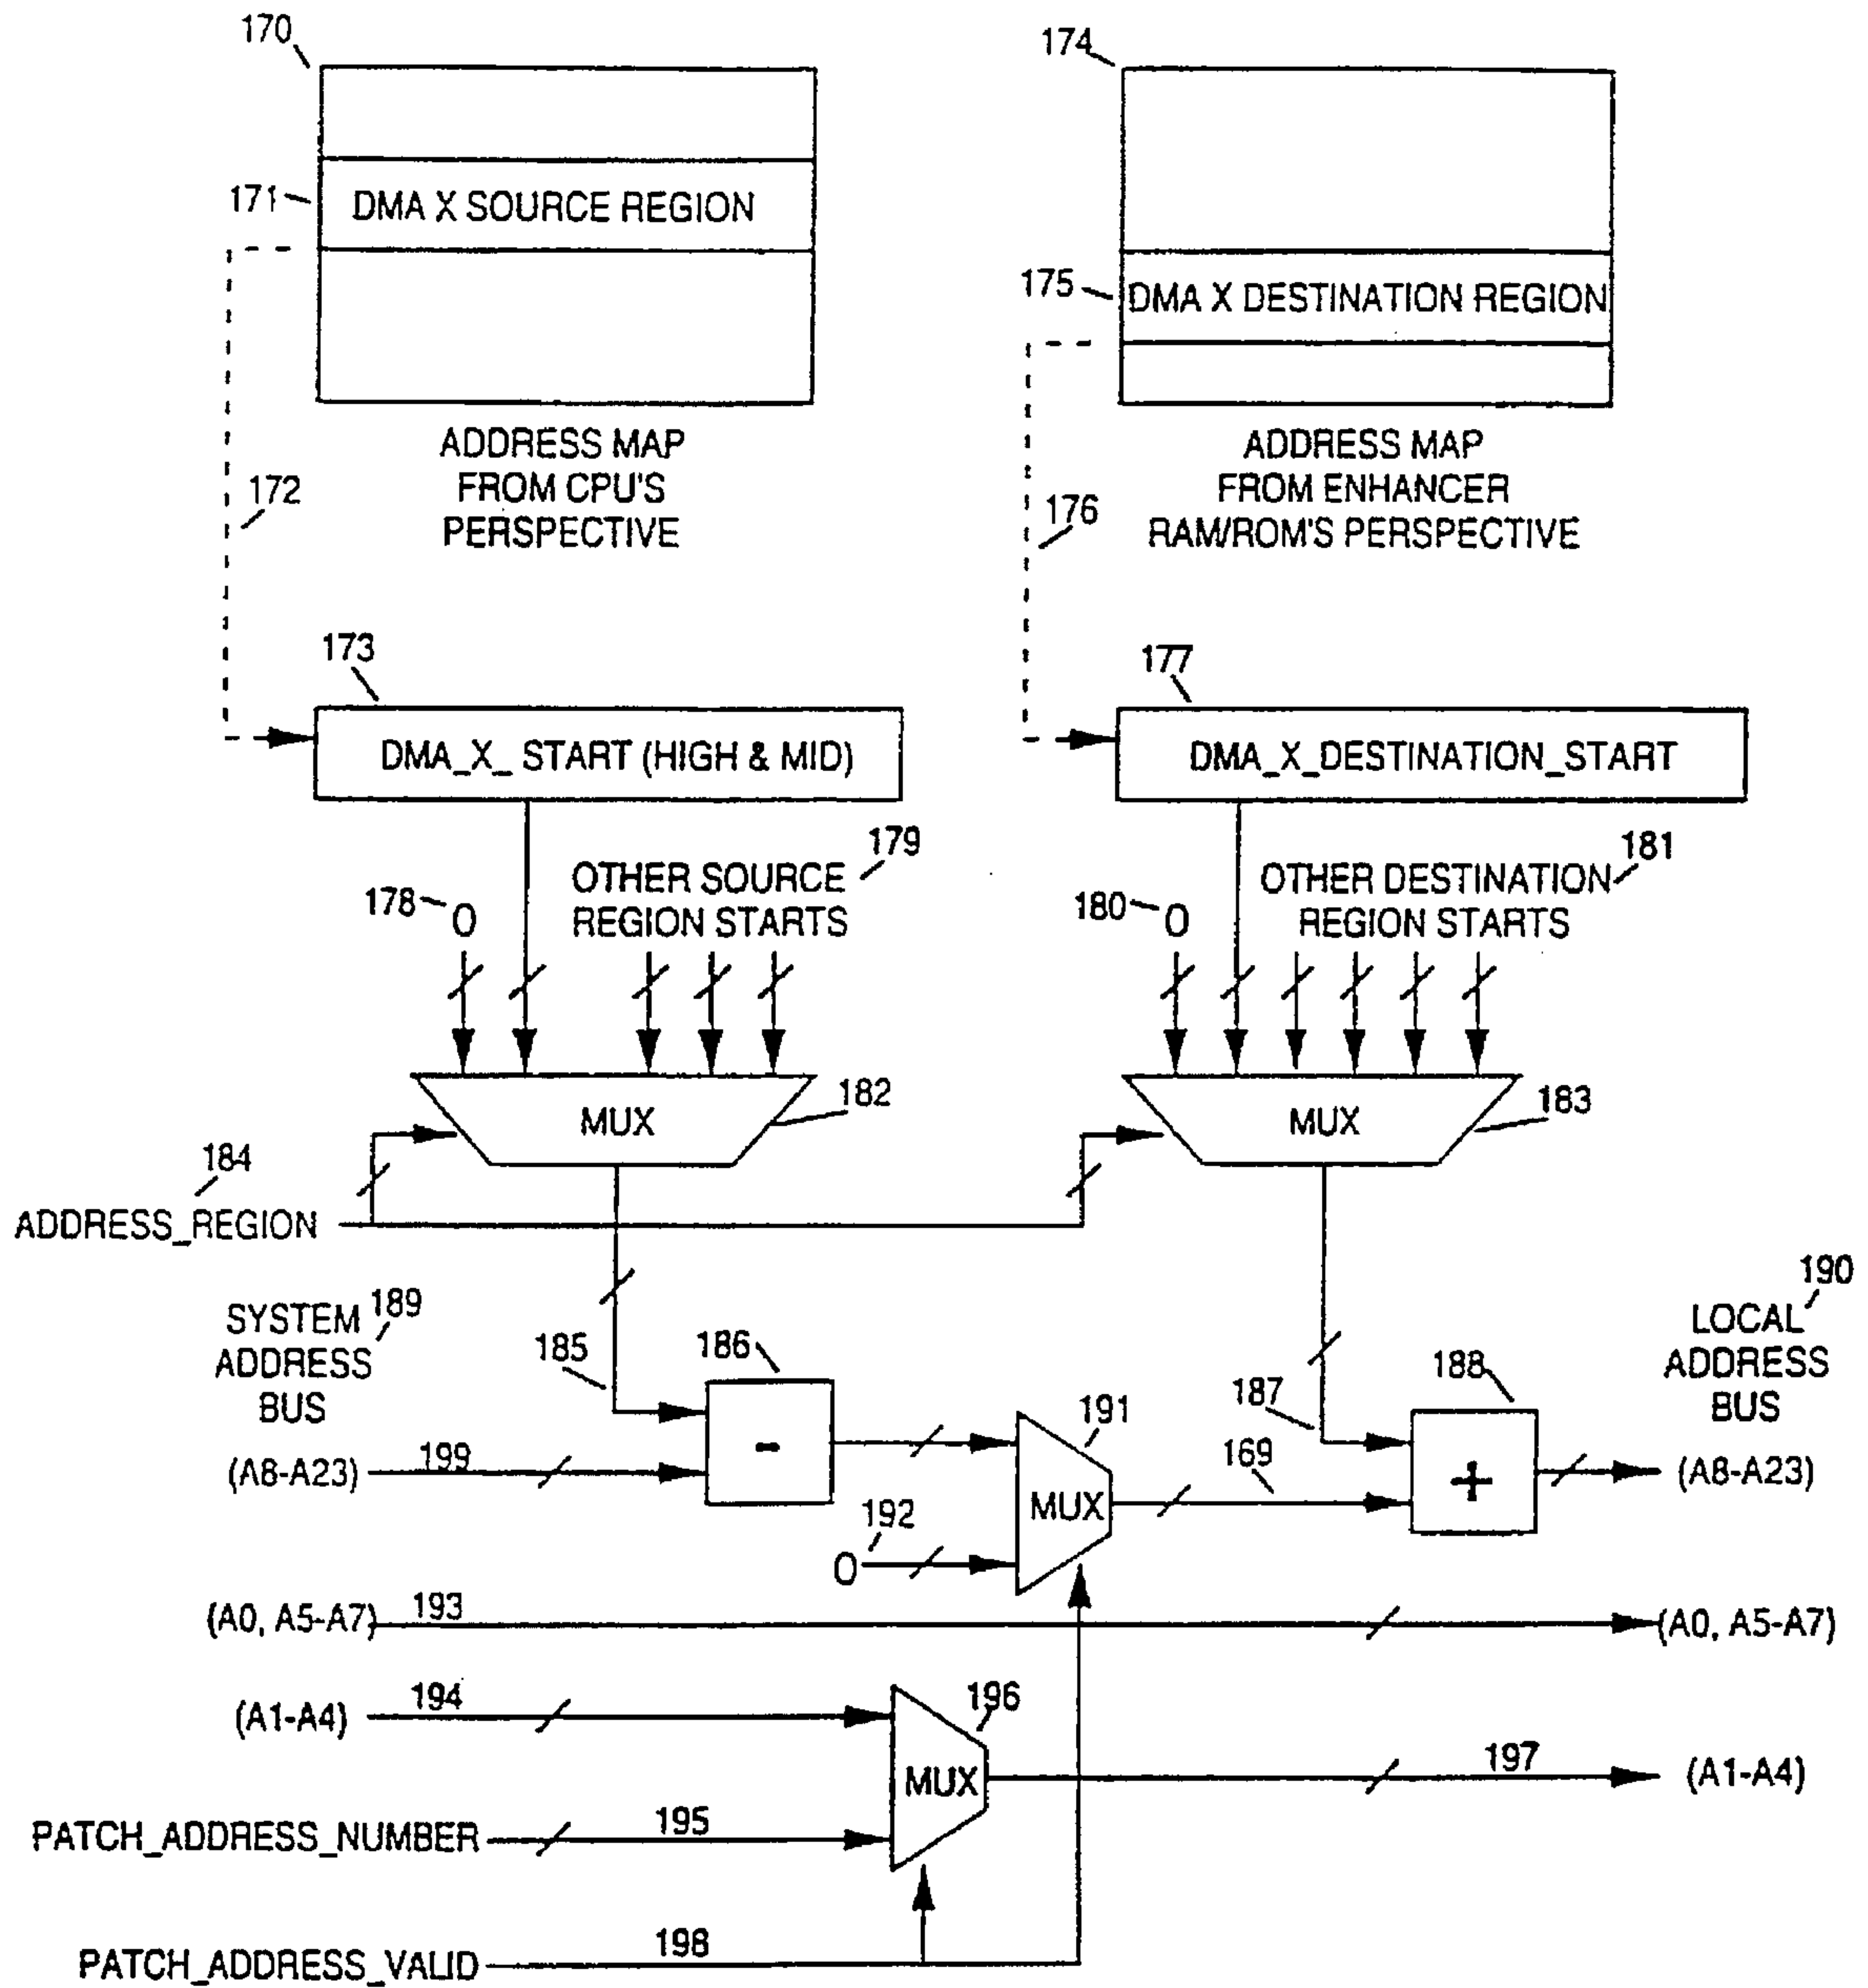 170
174
171
DMA X SOURCE REGION
175
DMA X DESTINATION REGION
ADDRESS MAP
FROM CPU'S
PERSPECTIVE
172
ADDRESS MAP
FROM ENHANCER
RAM/ROM'S PERSPECTIVE
176
173
DMA_X_ START (HIGH & MID)
177
DMA_X_DESTINATION_START
178
0
OTHER SOURCE
REGION STARTS
179
180
0
OTHER DESTINATION
REGION STARTS
181
MUX
182
MUX
183
184
ADDRESS_REGION
SYSTEM
ADDRESS
BUS
189
185
186
-
191
187
188
+
LOCAL
ADDRESS
BUS
190
(A8-A23)
199
MUX
169
(A8-A23)
192
0
(A0, A5-A7)
193
(A0, A5-A7)
(A1-A4)
194
196
MUX
197
(A1-A4)
PATCH_ADDRESS_NUMBER
195
PATCH_ADDRESS_VALID
198